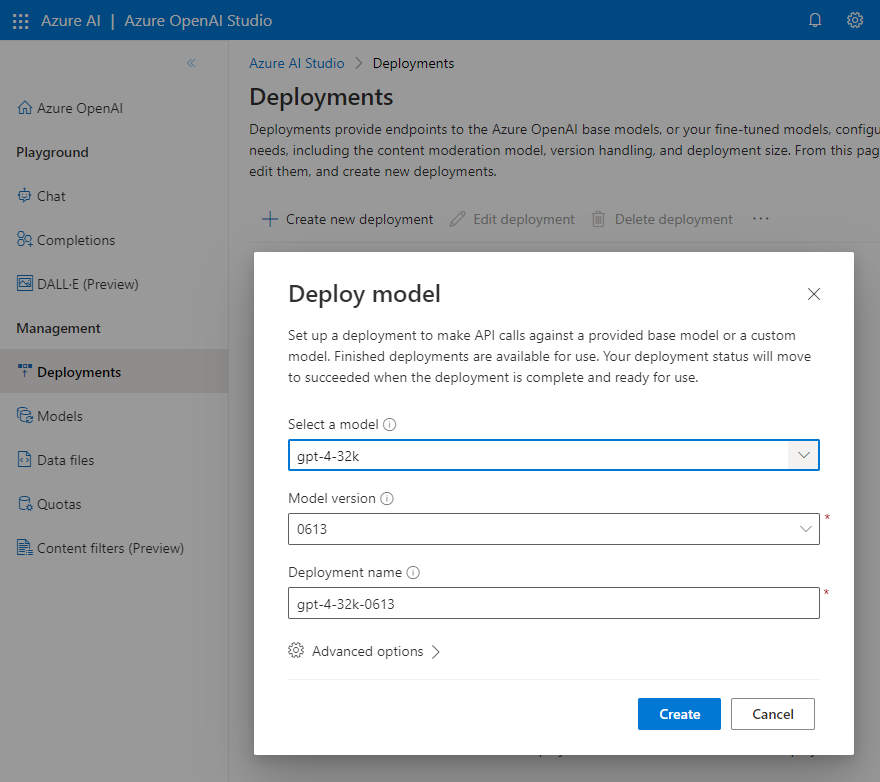 Azure AI | Azure OpenAI Studio
Azure AI Studio > Deployments
Deployments
Deployments provide endpoints to the Azure OpenAI base models, or your fine-tuned models,
needs, including the content moderation model, version handling, and deployment size. From this
edit them, and create new deployments.
Create new deployment Edit deployment Delete deployment ···
Azure OpenAI
Playground
Chat
Completions
DALL·E (Preview)
Management
Deployments
Models
Data files
Quotas
Content filters (Preview)
Deploy model
Set up a deployment to make API calls against a provided base model or a custom
model. Finished deployments are available for use. Your deployment status will move
to succeeded when the deployment is complete and ready for use.
Select a model
gpt-4-32k
Model version
0613 *
Deployment name
gpt-4-32k-0613 *
Advanced options
Create Cancel